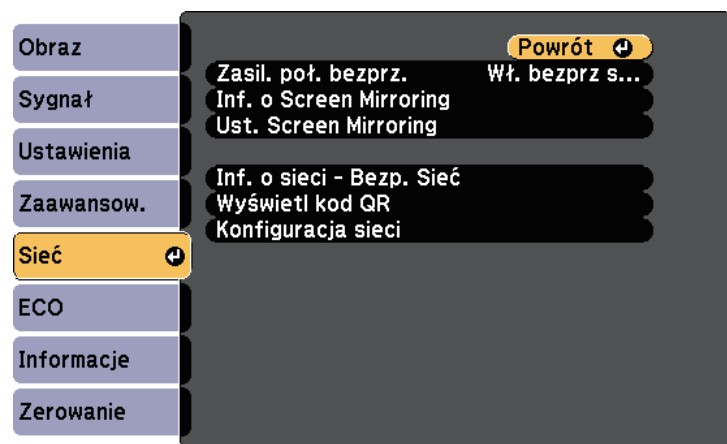 Obraz
Sygnał
Ustawienia
Zaawansow.
Sieć
ECO
Informacje
Zerowanie
Powrót
Zasil. poł. bezprz. Wł. bezprz s...
Inf. o Screen Mirroring
Ust. Screen Mirroring
Inf. o sieci - Bezp. Sieć
Wyświetl kod QR
Konfiguracja sieci